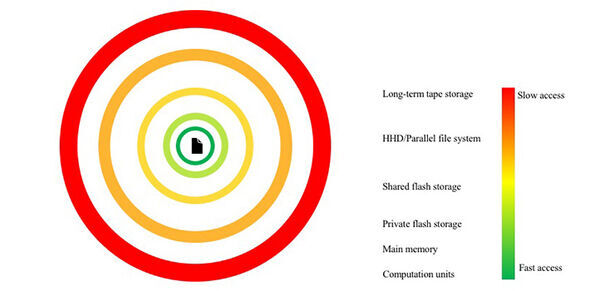 Long-term tape storage
Slow access
HHD/Parallel file system
Shared flash storage
Private flash storage
Main memory
Fast access
Computation units